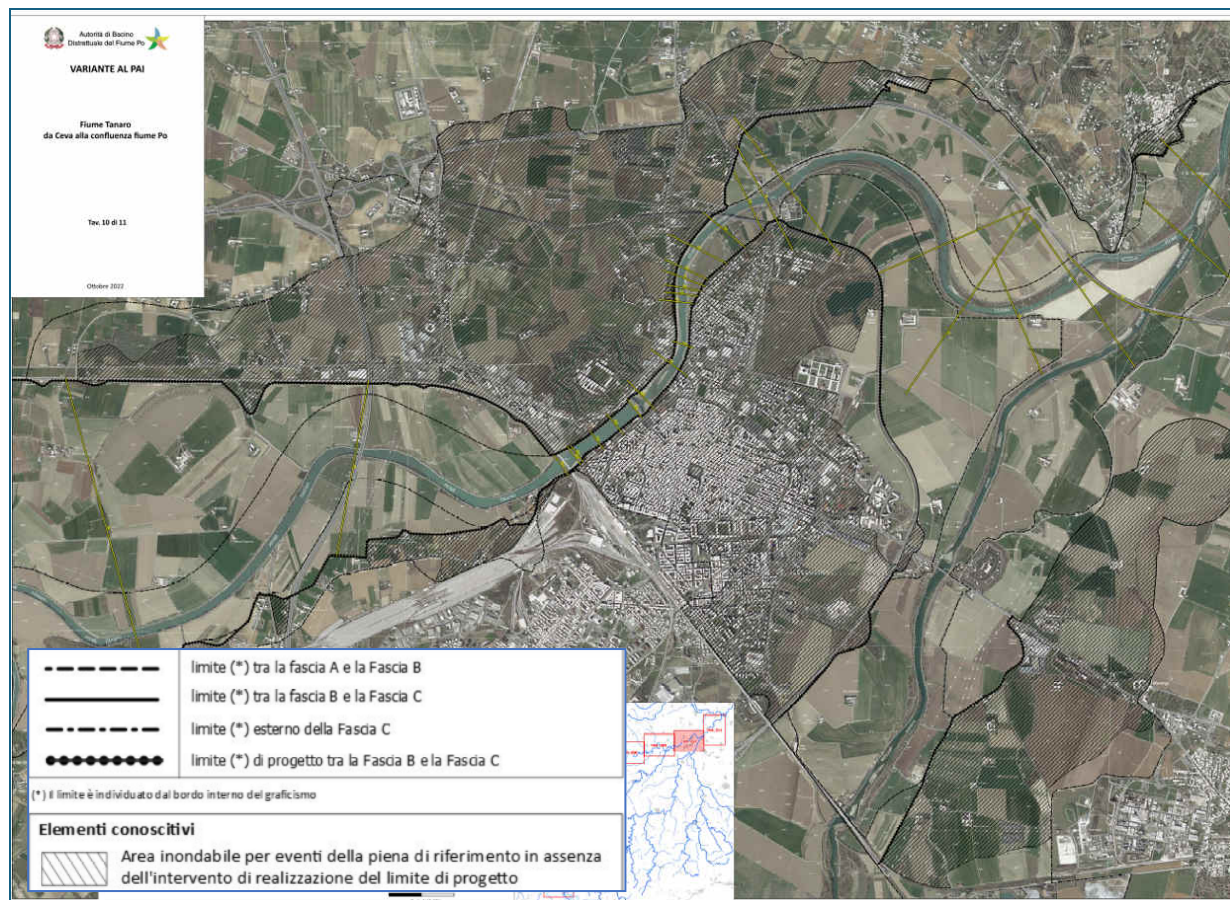 Autorità di Bacino
Distrettuale del Fiume Po
VARIANTE AL PAI
Fiume Tanaro
da Ceva alla confluenza fiume Po
Tav. 10 di 11
Ottobre 2022
limite (*) tra la fascia A e la Fascia B
limite (*) tra la fascia B e la Fascia C
limite (*) esterno della Fascia C
limite (*) di progetto tra la Fascia B e la Fascia C
(*) Il limite è individuato dal bordo interno del graficismo
Elementi conoscitivi
Area inondabile per eventi della piena di riferimento in assenza
dell'intervento di realizzazione del limite di progetto